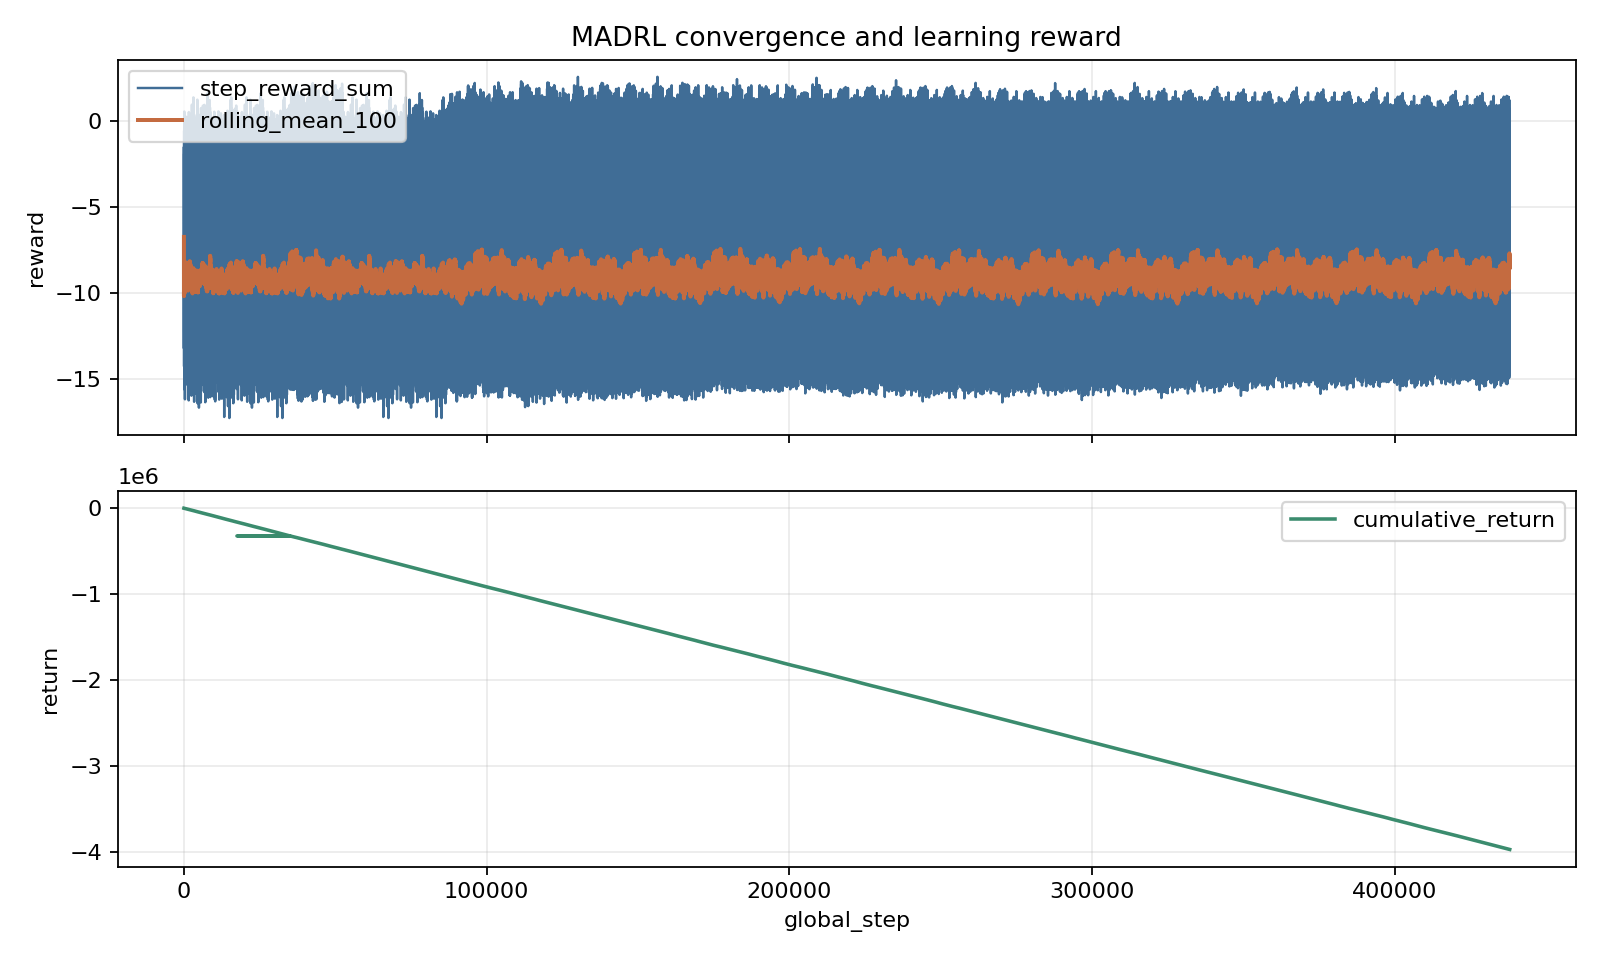 MADRL convergence and learning reward
step_reward_sum
rolling_mean_100
reward
0
−5
−10
−15
1e6
cumulative_return
return
0
−1
−2
−3
−4
0
100000
200000
300000
400000
global_step